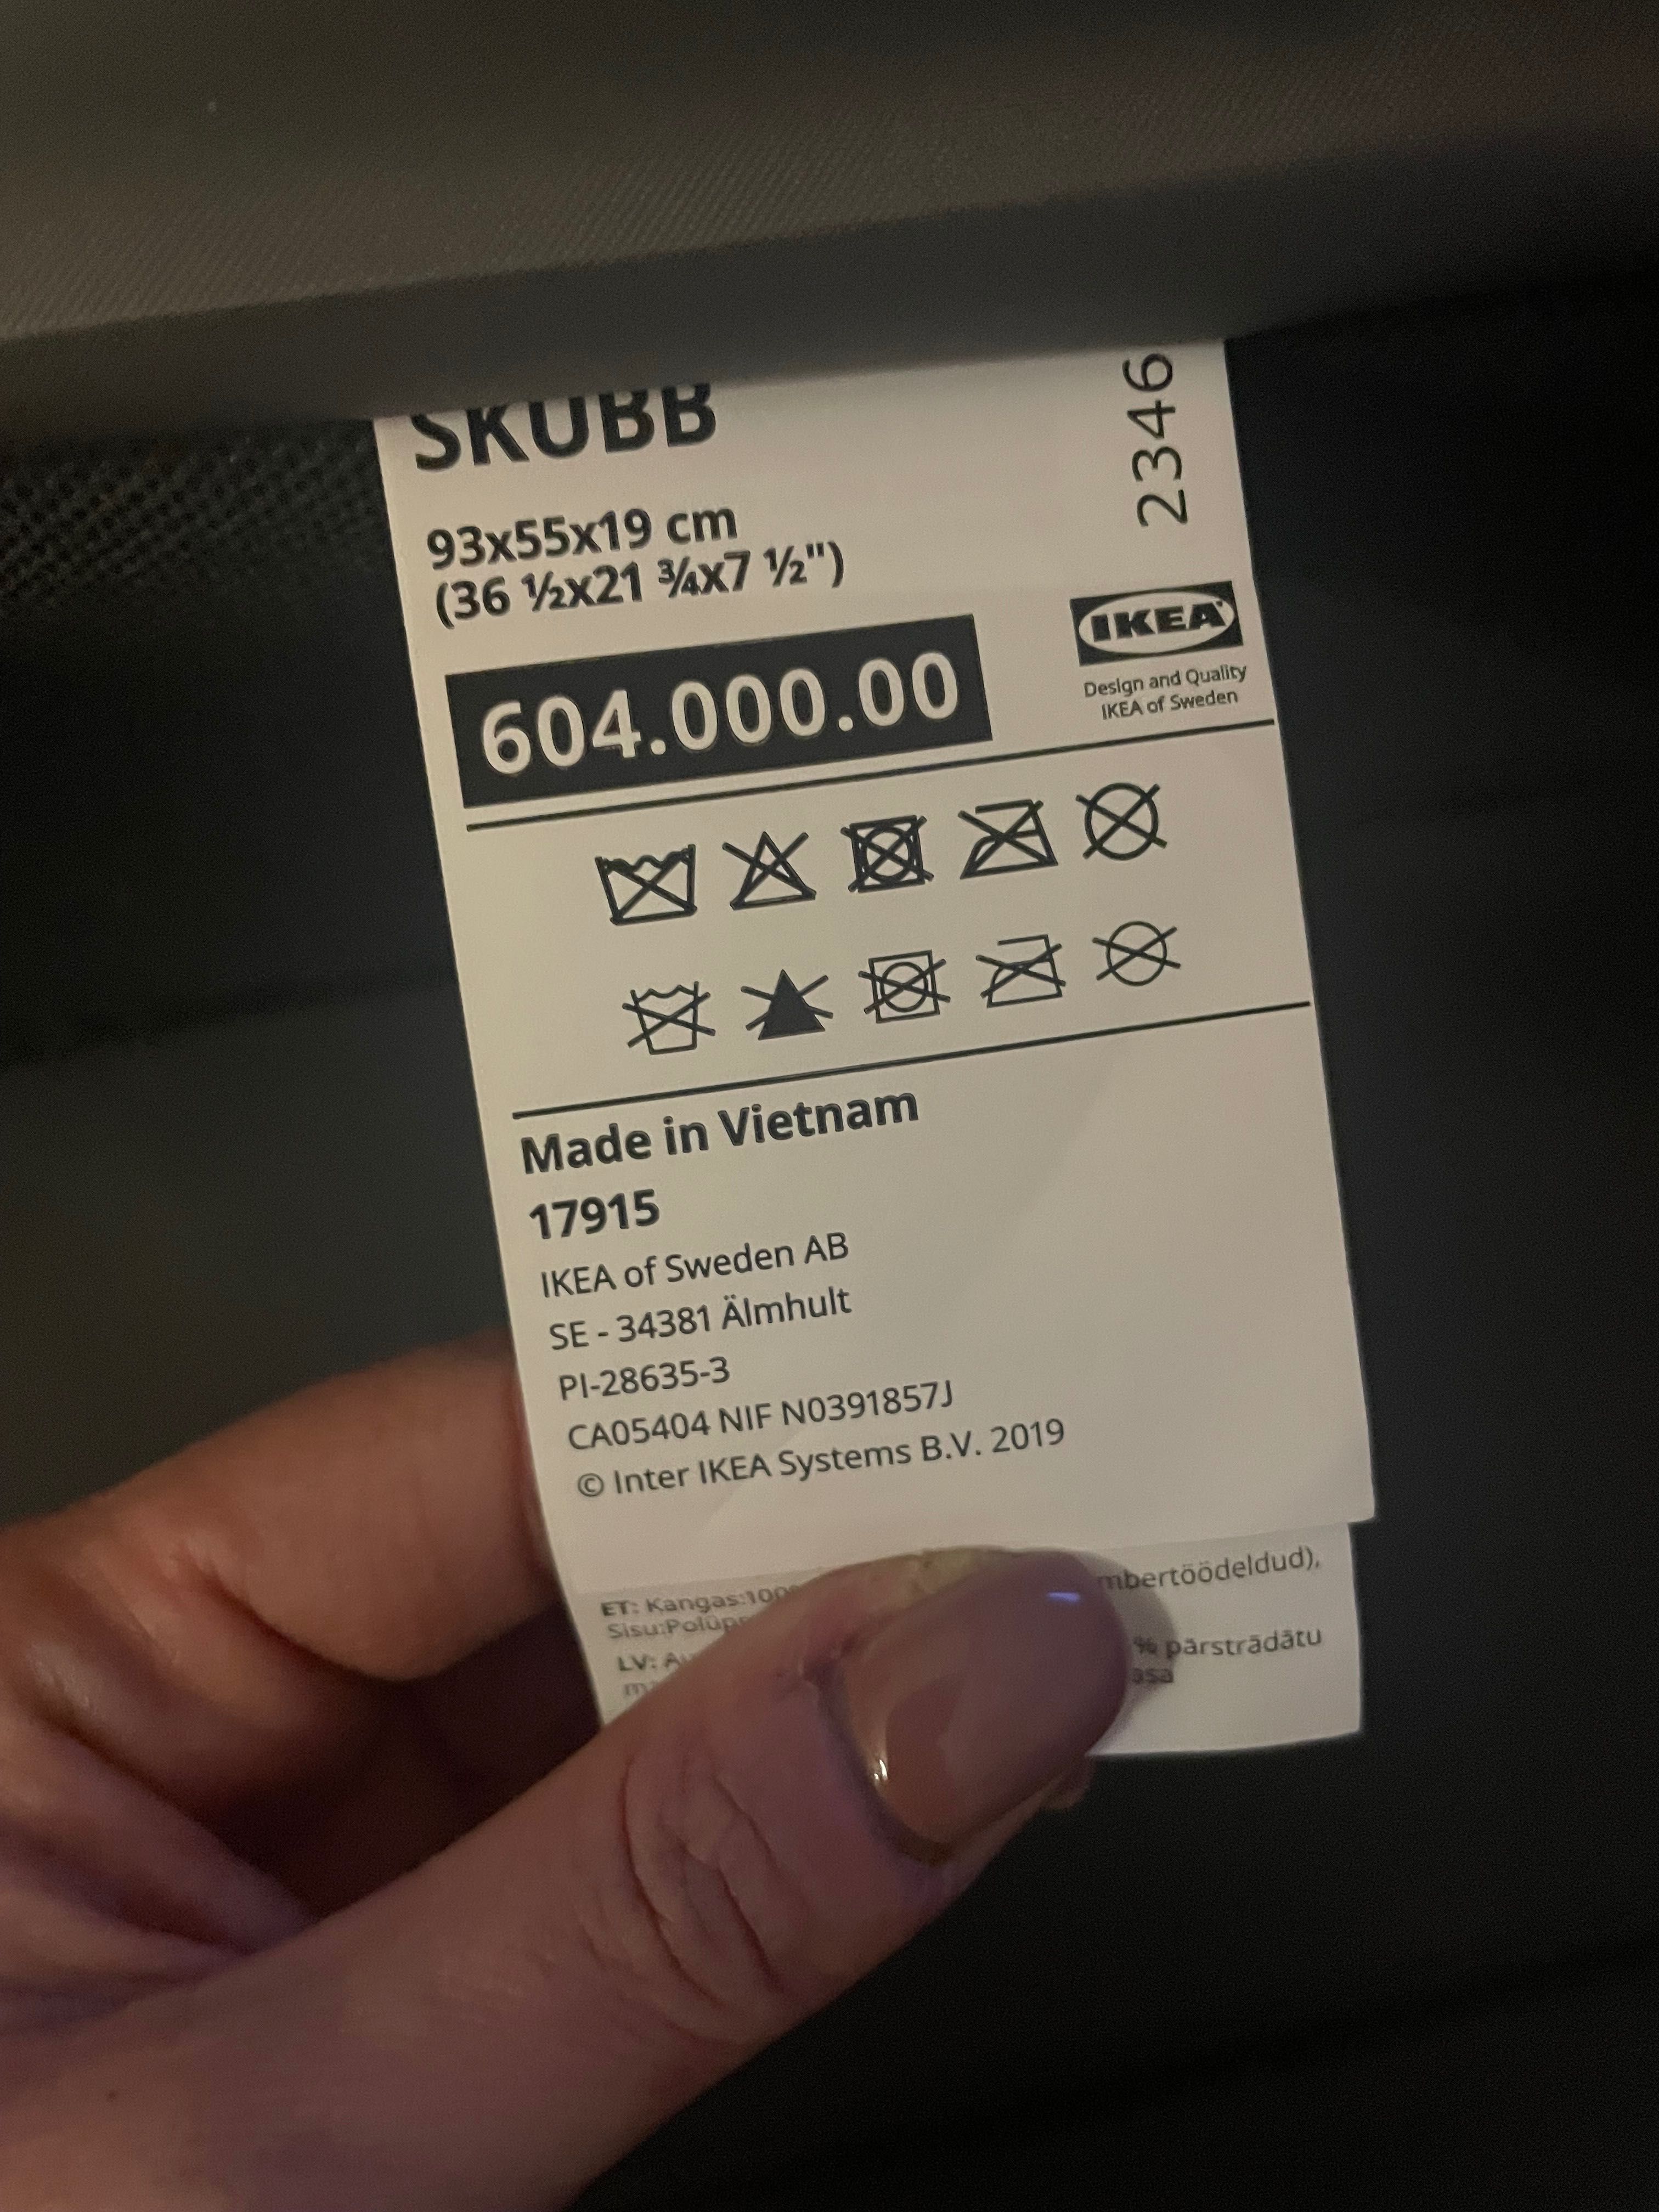 SKUBB
2346
93x55x19 cm
(36 ½x21 ¾x7 ½")
604.000.00
IKEA
Design and Quality
IKEA of Sweden
Made in Vietnam
17915
IKEA of Sweden AB
SE - 34381 Älmhult
PI-28635-3
CA05404 NIF N0391857J
© Inter IKEA Systems B.V. 2019
ET: Kangas:100%
Sisu:
LV:
% pārstrādātu